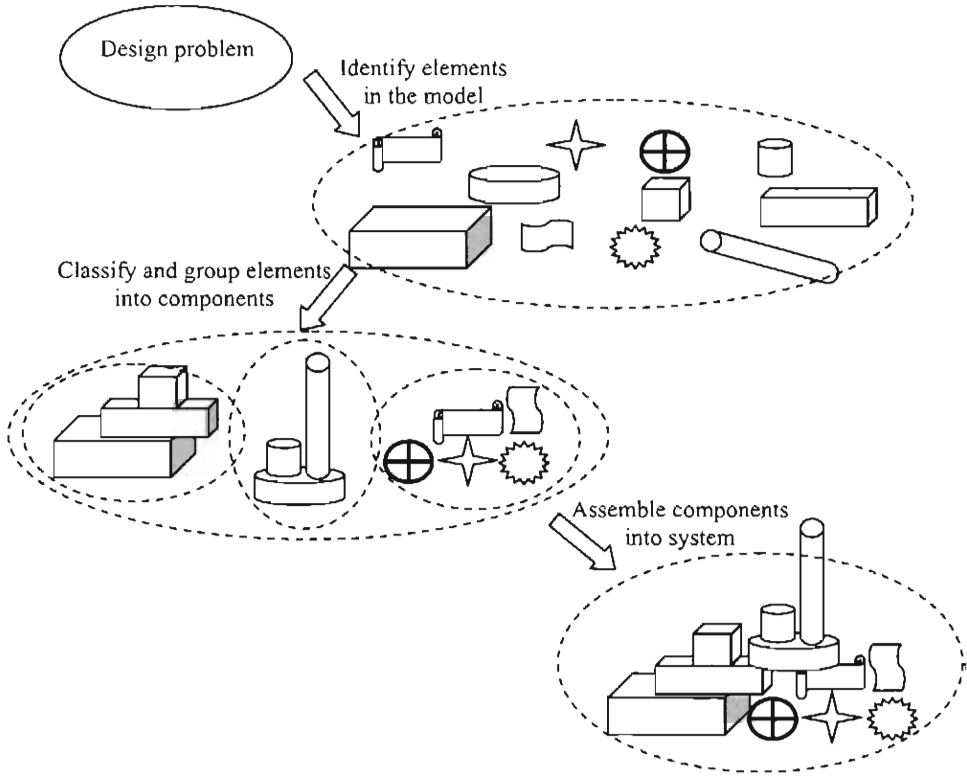 Design problem
Identify elements
in the model
Classify and group elements
into components
Assemble components
into system